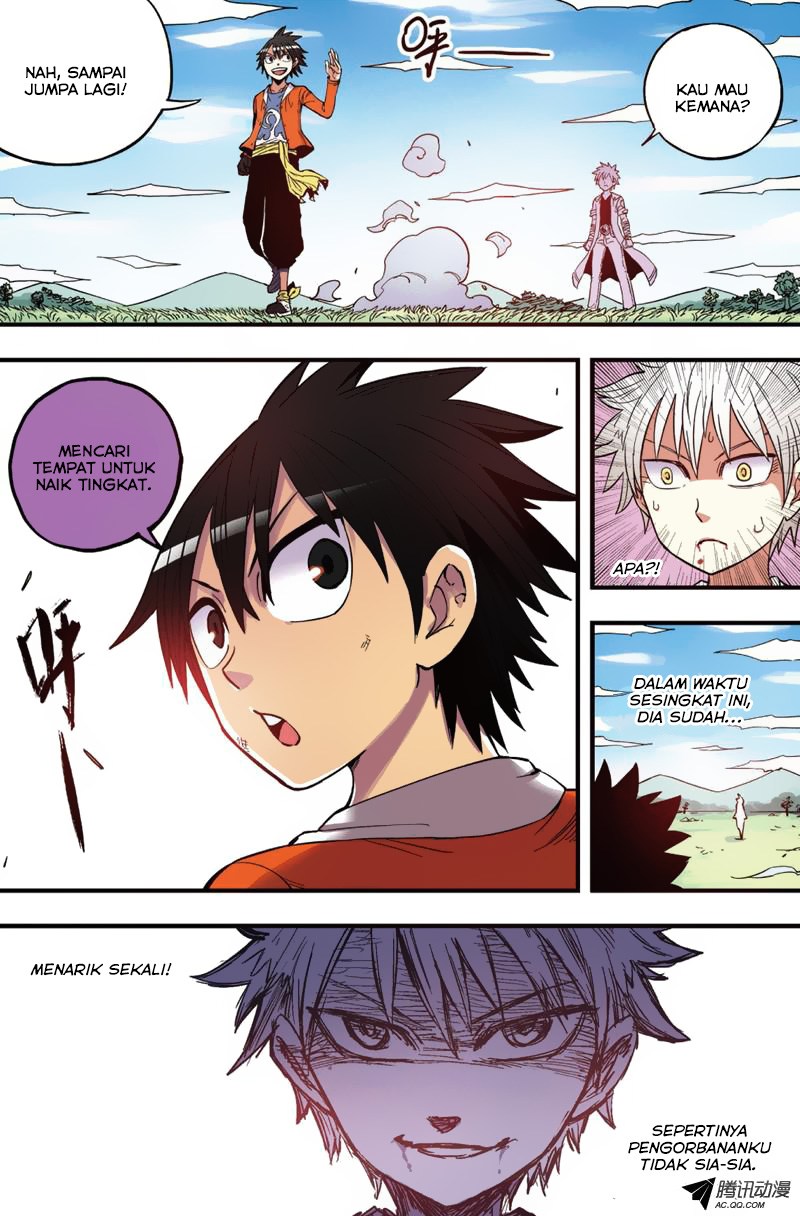 NAH, SAMPAI
JUMPA LAGI!
呼
KAU MAU
KEMANA?
MENCARI
TEMPAT UNTUK
NAIK TINGKAT.
呀
APA?!
DALAM WAKTU
SESINGKAT INI,
DIA SUDAH...
MENARIK SEKALI!
SEPERTINYA
PENGORBANANKU
TIDAK SIA-SIA.
腾讯动漫
AC.QQ.COM